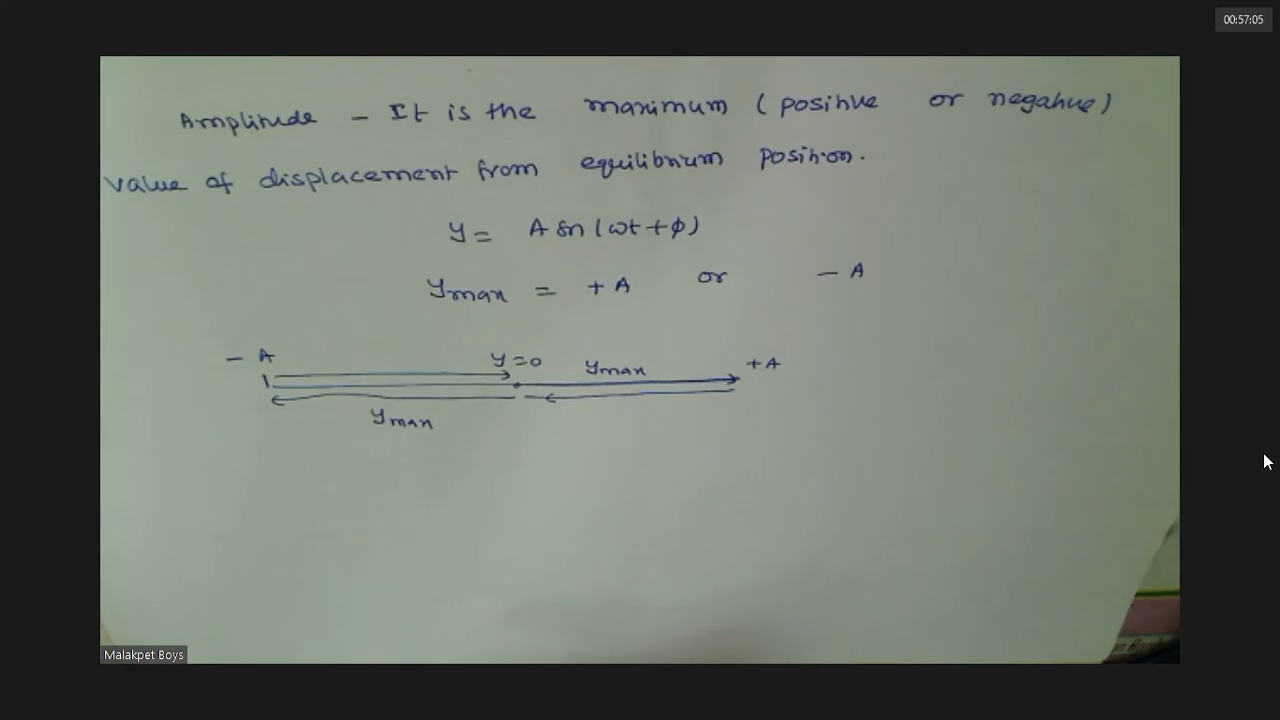 00:57:05
Amplitude - It is the maximum (positive or negative)
value of displacement from equilibrium position.
y = A sin (ωt + ϕ)
ymax = + A or - A
- A y=0 ymax +A
ymax
Malakpet Boys